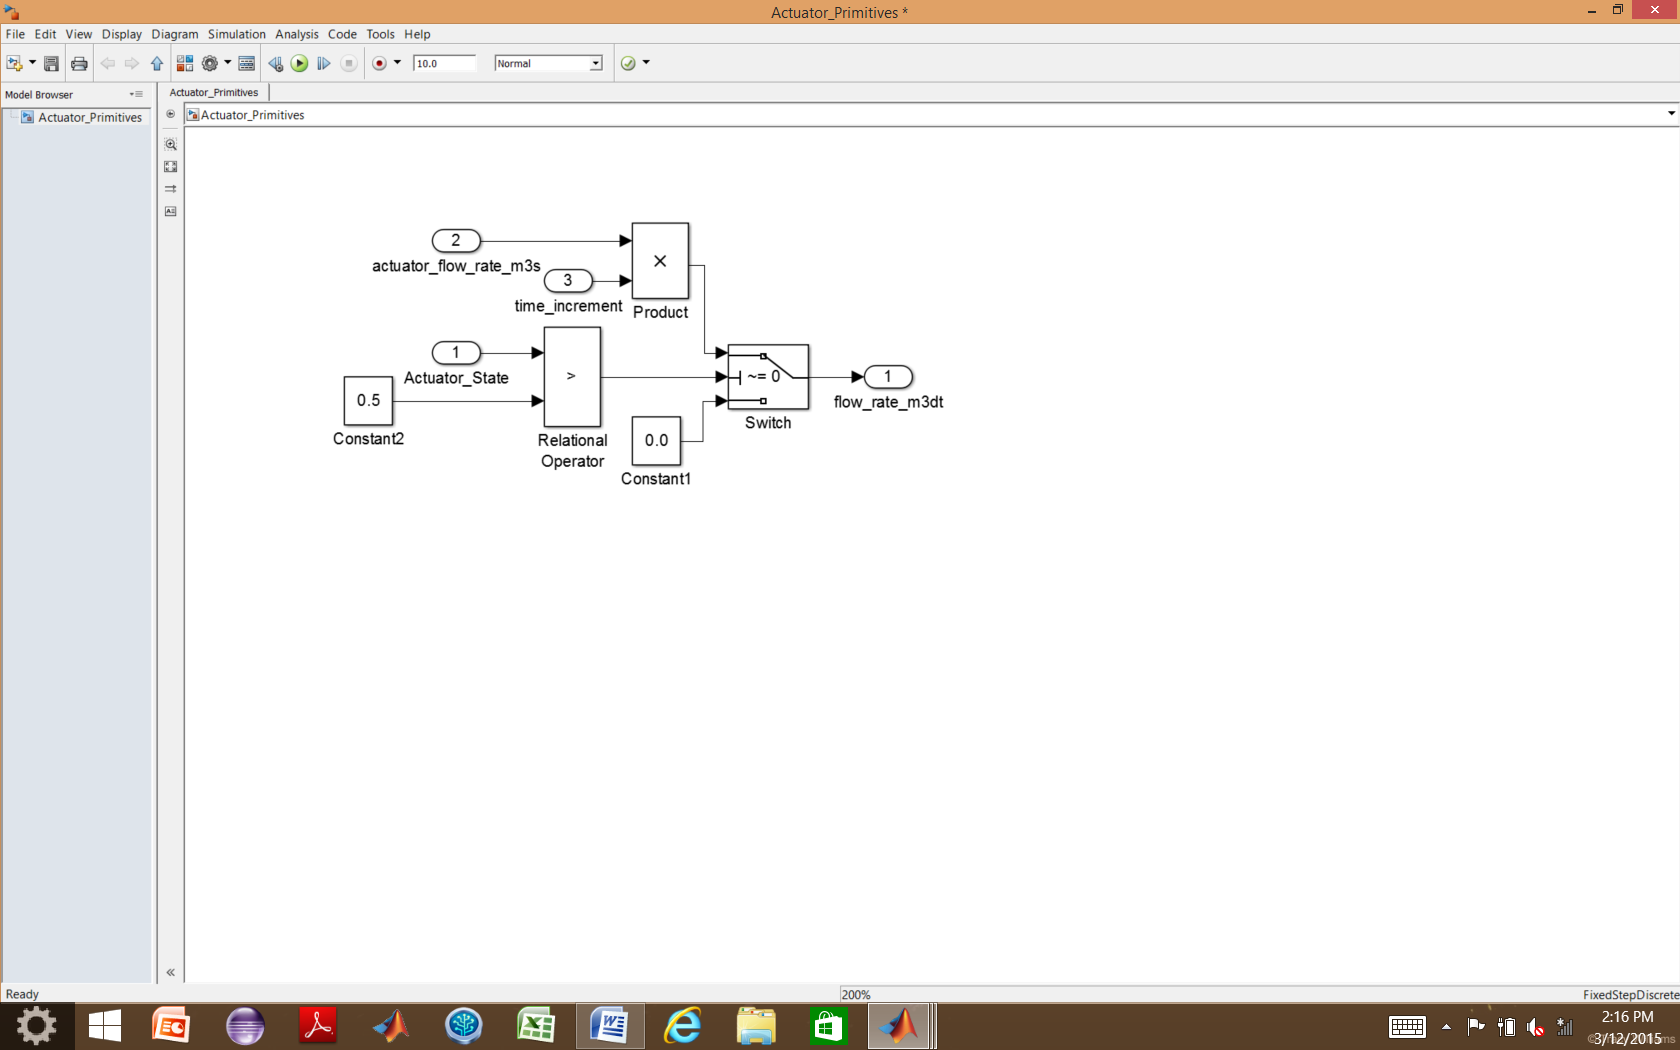 Actuator_Primitives *
File Edit View Display Diagram Simulation Analysis Code Tools Help
10.0 Normal
Model Browser
Actuator_Primitives
Actuator_Primitives
Actuator_Primitives
2
actuator_flow_rate_m3s
3
time_increment
×
Product
1
Actuator_State
0.5
Constant2
>
Relational
Operator
0.0
Constant1
~= 0
Switch
1
flow_rate_m3dt
Ready
200%
FixedStepDiscrete
2:16 PM
3/12/2015